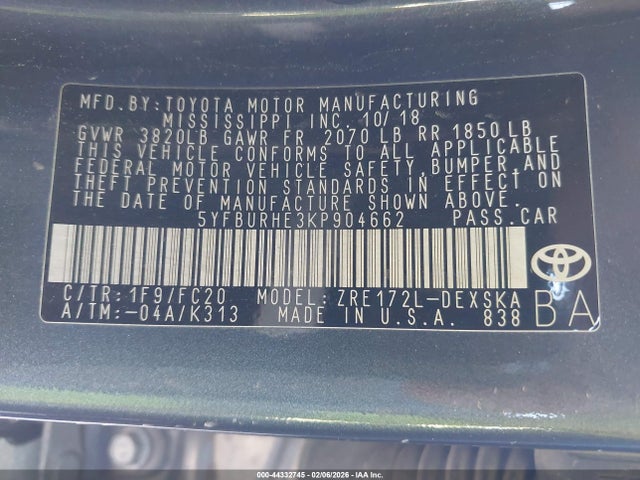 MFD.BY:TOYOTA MOTOR MANUFACTURING
MISSISSIPPI INC. 10/18
GVWR 3820LB GAWR FR 2070 LB RR 1850 LB
THIS VEHICLE CONFORMS TO ALL APPLICABLE
FEDERAL MOTOR VEHICLE SAFETY,BUMPER,AND
THEFT PREVENTION STANDARDS IN EFFECT ON
THE DATE OF MANUFACTURE SHOWN ABOVE.
5YFBURHE3KP904662 PASS.CAR
C/TR:1F9/FC20 MODEL:ZRE172L-DEXSKA
A/TM:-04A/K313 MADE IN U.S.A. 838 BA
000-44332745 - 02/06/2026 - IAA Inc.